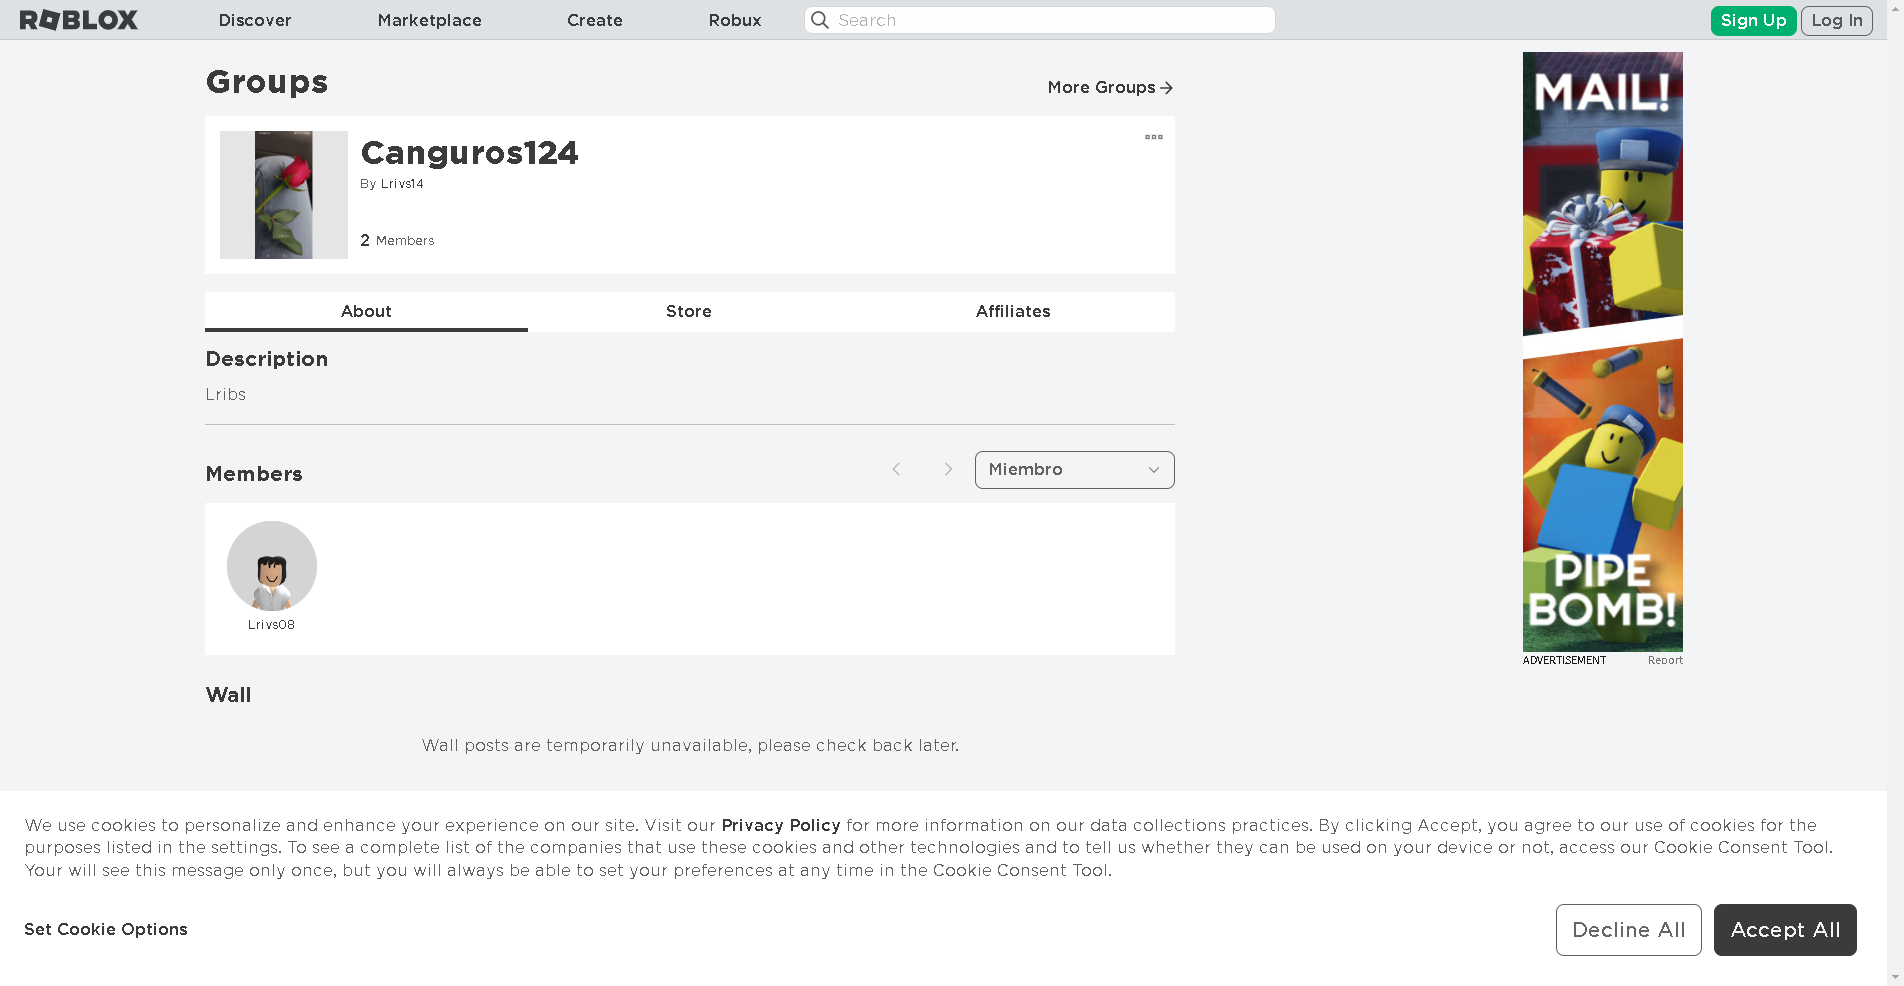 ROBLOX
Discover
Marketplace
Create
Robux
Search
Sign Up
Log In
Groups
More Groups
Canguros124
By Lrivs14
2 Members
About
Store
Affiliates
Description
Lribs
Members
Miembro
Lrivs08
Wall
Wall posts are temporarily unavailable, please check back later.
MAIL!
PIPE
BOMB!
ADVERTISEMENT
Report
We use cookies to personalize and enhance your experience on our site. Visit our Privacy Policy for more information on our data collections practices. By clicking Accept, you agree to our use of cookies for the
purposes listed in the settings. To see a complete list of the companies that use these cookies and other technologies and to tell us whether they can be used on your device or not, access our Cookie Consent Tool.
Your will see this message only once, but you will always be able to set your preferences at any time in the Cookie Consent Tool.
Set Cookie Options
Decline All
Accept All